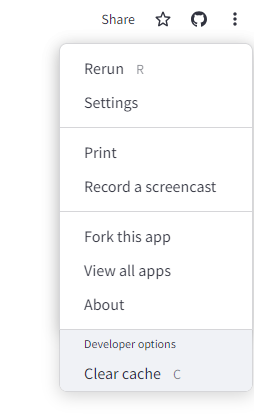 Share
Rerun R
Settings
Print
Record a screencast
Fork this app
View all apps
About
Developer options
Clear cache C